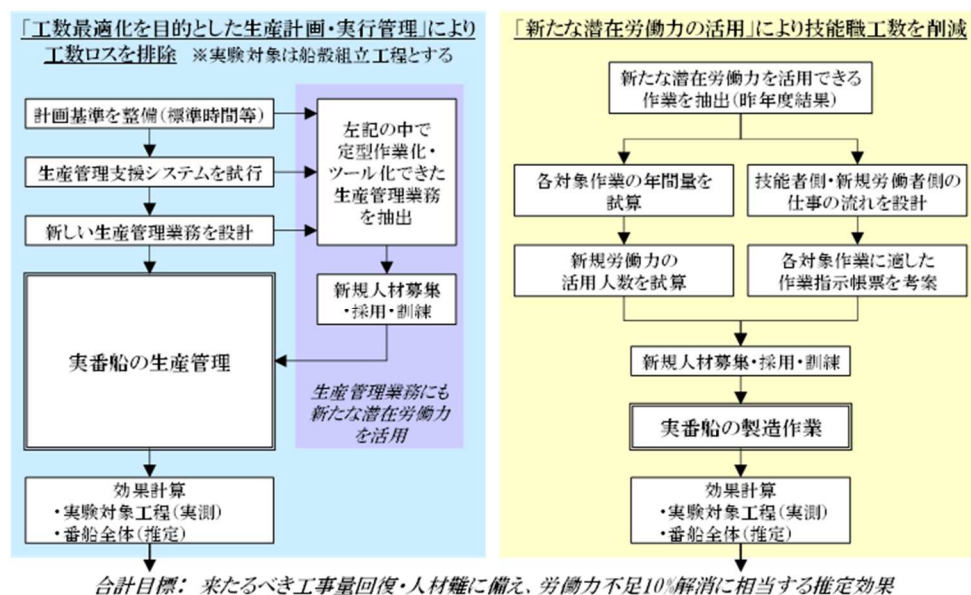 「工数最適化を目的とした生産計画・実行管理」により
工数ロスを排除 ※実験対象は船殻組立工程とする
計画基準を整備(標準時間等)
生産管理支援システムを試行
新しい生産管理業務を設計
左記の中で
定型作業化・
ツール化できた
生産管理業務
を抽出
新規人材募集
・採用・訓練
実番船の生産管理
生産管理業務にも
新たな潜在労働力
を活用
効果計算
・実験対象工程(実測)
・番船全体(推定)
「新たな潜在労働力の活用」により技能職工数を削減
新たな潜在労働力を活用できる
作業を抽出(昨年度結果)
各対象作業の年間量を
試算
技能者側・新規労働者側の
仕事の流れを設計
新規労働力の
活用人数を試算
各対象作業に適した
作業指示帳票を考案
新規人材募集・採用・訓練
実番船の製造作業
効果計算
・実験対象工程(実測)
・番船全体(推定)
合計目標: 来たるべき工事量回復・人材難に備え、労働力不足10%解消に相当する推定効果